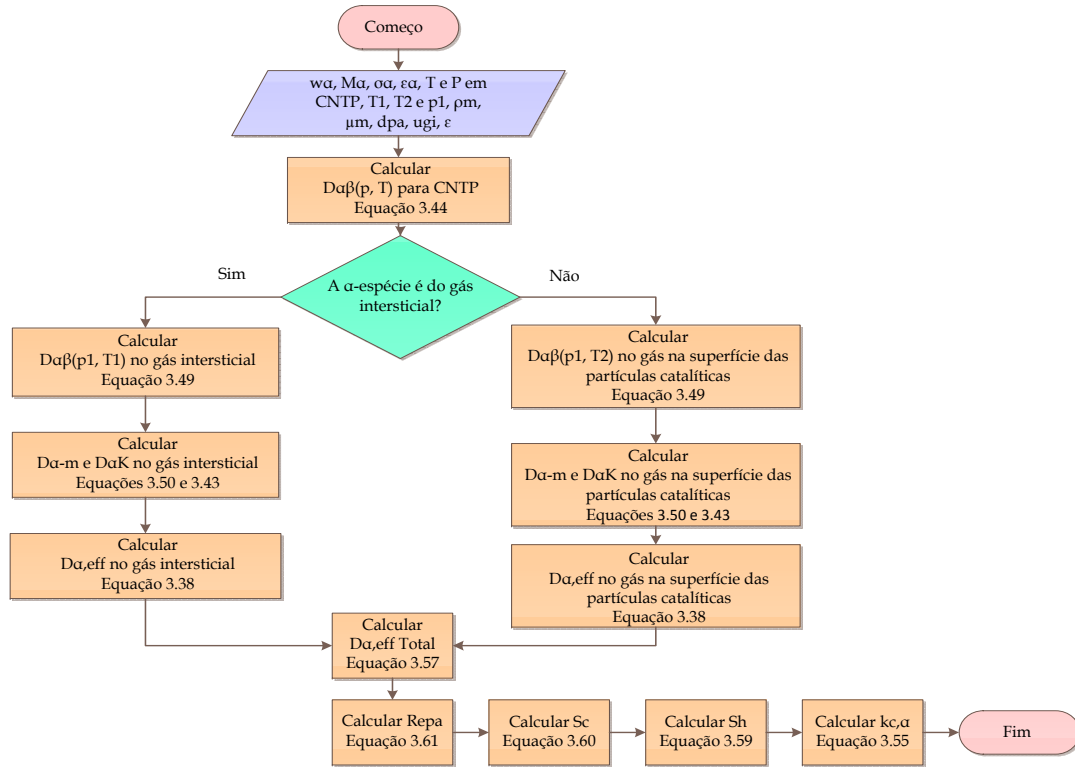 Começo
wα, Mα, σα, εα, T e P em
CNTP, T1, T2 e p1, ρm,
μm, dpa, ugi, ε
Calcular
Dαβ(p, T) para CNTP
Equação 3.44
Sim
Não
A α-espécie é do gás
intersticial?
Calcular
Dαβ(p1, T1) no gás intersticial
Equação 3.49
Calcular
Dαβ(p1, T2) no gás na superfície das
partículas catalíticas
Equação 3.49
Calcular
Dα-m e DαK no gás intersticial
Equações 3.50 e 3.43
Calcular
Dα-m e DαK no gás na superfície das
partículas catalíticas
Equações 3.50 e 3.43
Calcular
Dα,eff no gás intersticial
Equação 3.38
Calcular
Dα,eff no gás na superfície das
partículas catalíticas
Equação 3.38
Calcular
Dα,eff Total
Equação 3.57
Calcular Repa
Equação 3.61
Calcular Sc
Equação 3.60
Calcular Sh
Equação 3.59
Calcular kc,α
Equação 3.55
Fim